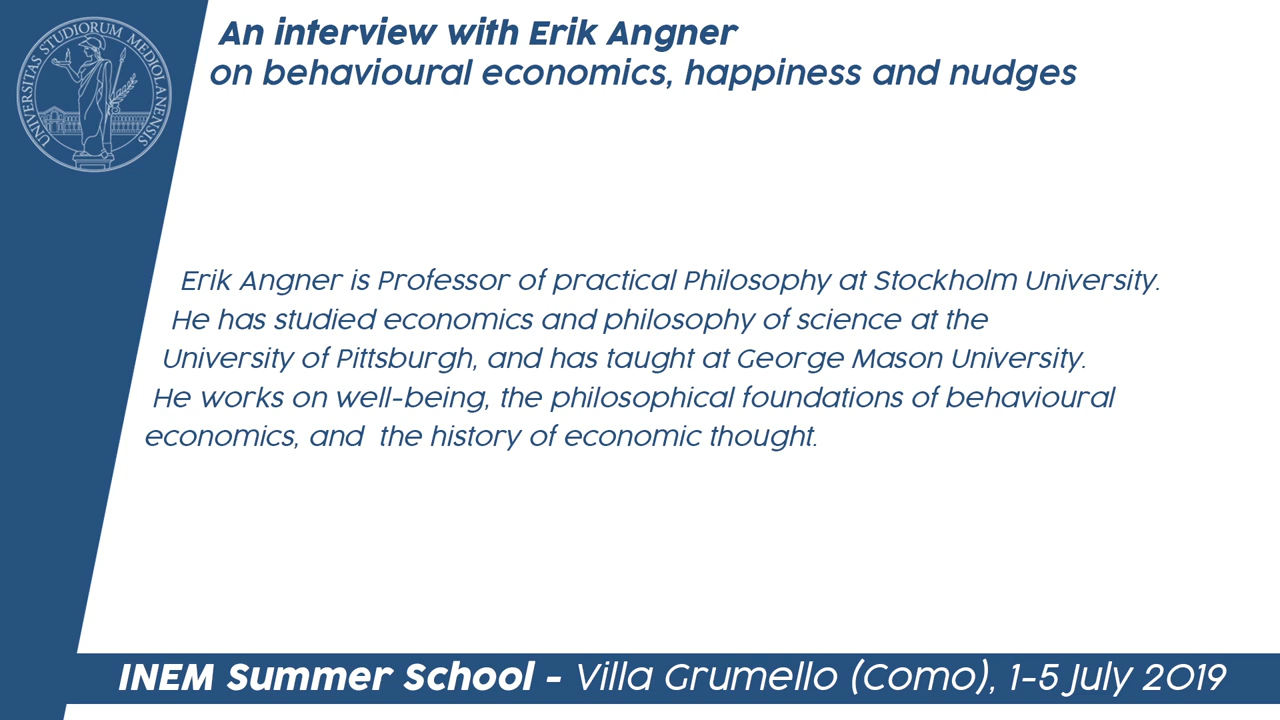 UNIVERSITAS STUDIORUM MEDIOLANENSIS
An interview with Erik Angner
on behavioural economics, happiness and nudges
Erik Angner is Professor of practical Philosophy at Stockholm University.
He has studied economics and philosophy of science at the
University of Pittsburgh, and has taught at George Mason University.
He works on well-being, the philosophical foundations of behavioural
economics, and  the history of economic thought.
INEM Summer School - Villa Grumello (Como), 1-5 July 2019